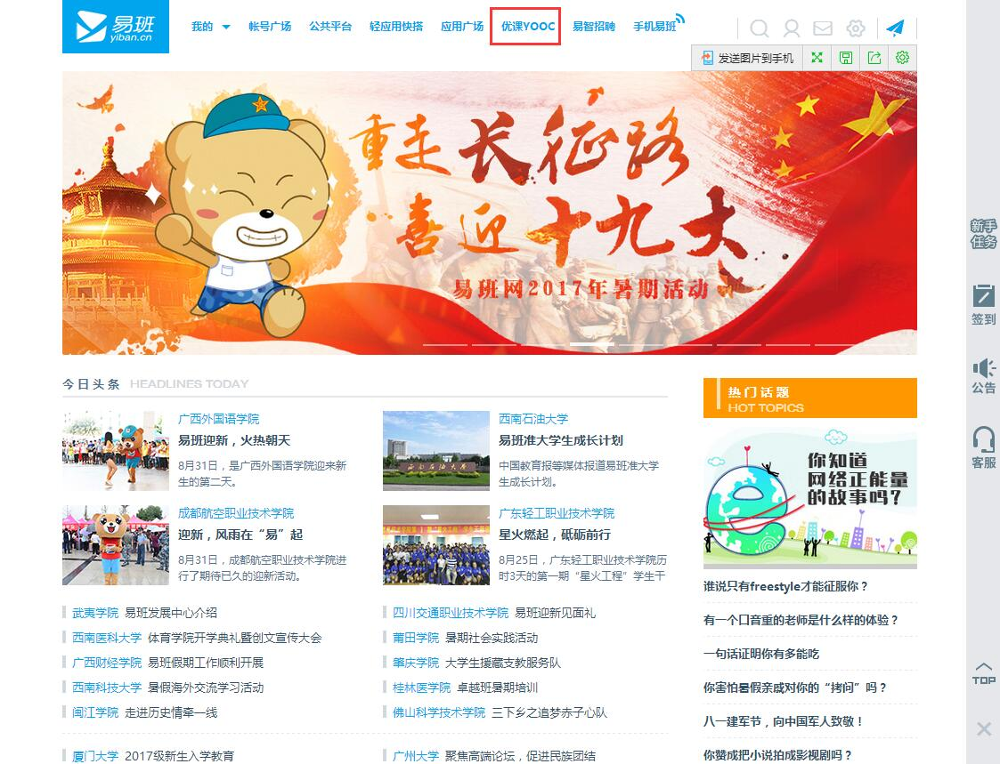 易班
yiban.cn
我的 帐号广场 公共平台 轻应用快搭 应用广场 优课YOOC 易智招聘 手机易班
发送图片到手机
重走长征路
喜迎十九大
易班网2017年暑期活动
新手
任务
签到
公告
客服
TOP
今日头条 HEADLINES TODAY
广西外国语学院
易班迎新，火热朝天
8月31日，是广西外国语学院迎来新
生的第二天。
西南石油大学
易班准大学生成长计划
中国教育报等媒体报道易班准大学
生成长计划。
西南石油大学
成都航空职业技术学院
迎新，风雨在“易”起
8月31日，成都航空职业技术学院进
行了期待已久的迎新活动。
广东轻工职业技术学院
星火燃起，砥砺前行
8月25日，广东轻工职业技术学院历
时3天的第一期“星火工程”学生干
武夷学院 易班发展中心介绍
西南医科大学 体育学院开学典礼暨创文宣传大会
广西财经学院 易班假期工作顺利开展
西南科技大学 暑假海外交流学习活动
闽江学院 走进历史情牵一线
四川交通职业技术学院 易班迎新见面礼
莆田学院 暑期社会实践活动
肇庆学院 大学生援藏支教服务队
桂林医学院 卓越班暑期培训
佛山科学技术学院 三下乡之追梦赤子心队
厦门大学 2017级新生入学教育
广州大学 聚焦高端论坛，促进民族团结
热门话题
HOT TOPICS
你知道
网络正能量
的故事吗？
谁说只有freestyle才能征服你？
有一个口音重的老师是什么样的体验？
一句话证明你有多能吃
你害怕暑假亲戚对你的“拷问”吗？
八一建军节，向中国军人致敬！
你赞成把小说拍成影视剧吗？